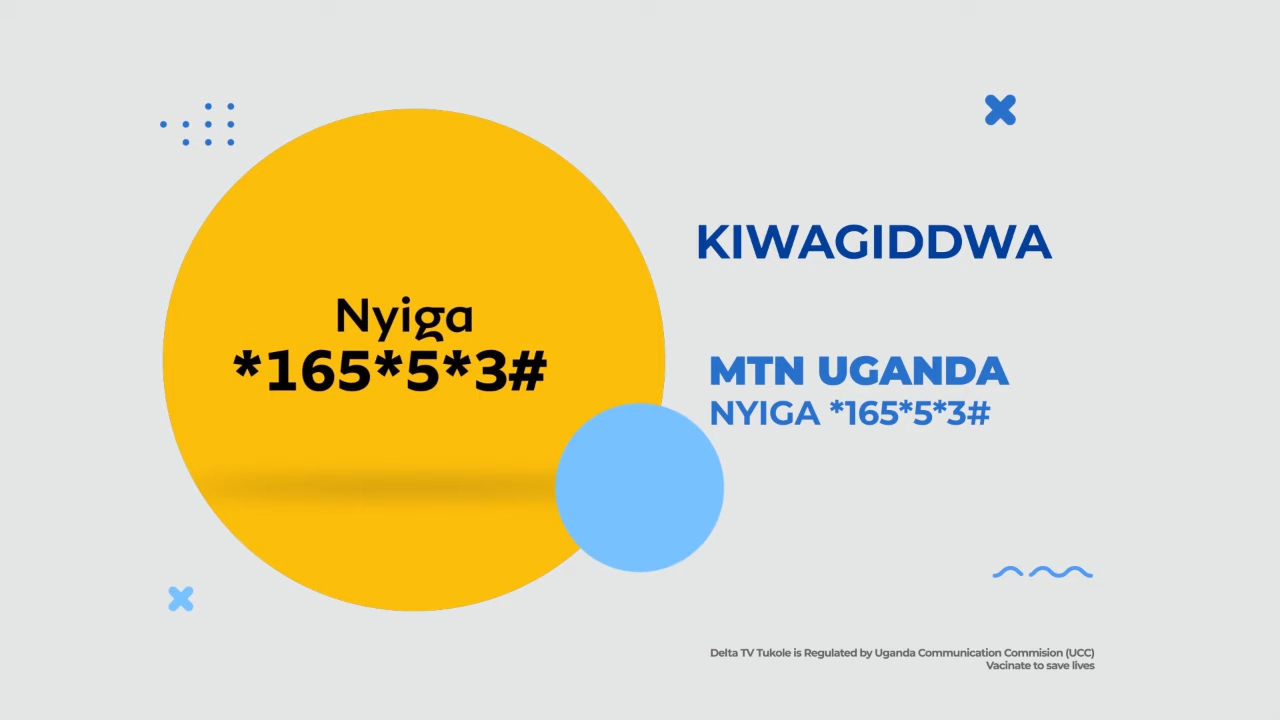 Nyiga
*165*5*3#
KIWAGIDDWA
MTN UGANDA
NYIGA *165*5*3#
Delta TV Tukole is Regulated by Uganda Communication Commision (UCC)
Vacinate to save lives